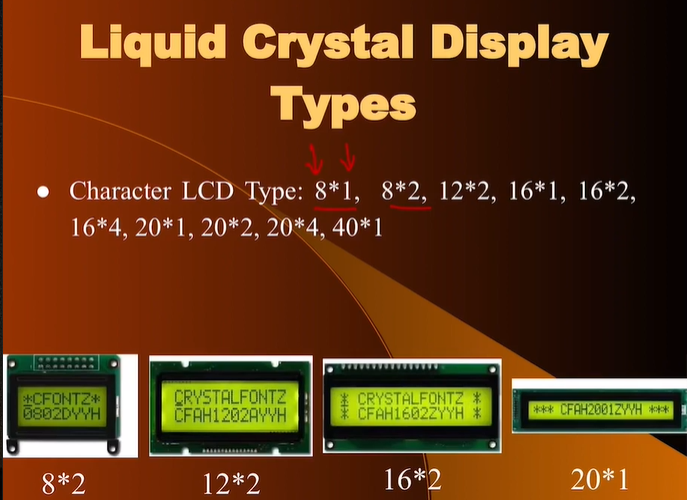 Liquid Crystal Display
Types
● Character LCD Type: 8*1, 8*2, 12*2, 16*1, 16*2,
16*4, 20*1, 20*2, 20*4, 40*1
*CFONTZ*
0802DYYH
CRYSTALFONTZ
CFAH1202AYYH
* CRYSTALFONTZ *
* CFAH1602ZYYH *
*** CFAH2001ZYYH ***
8*2
12*2
16*2
20*1